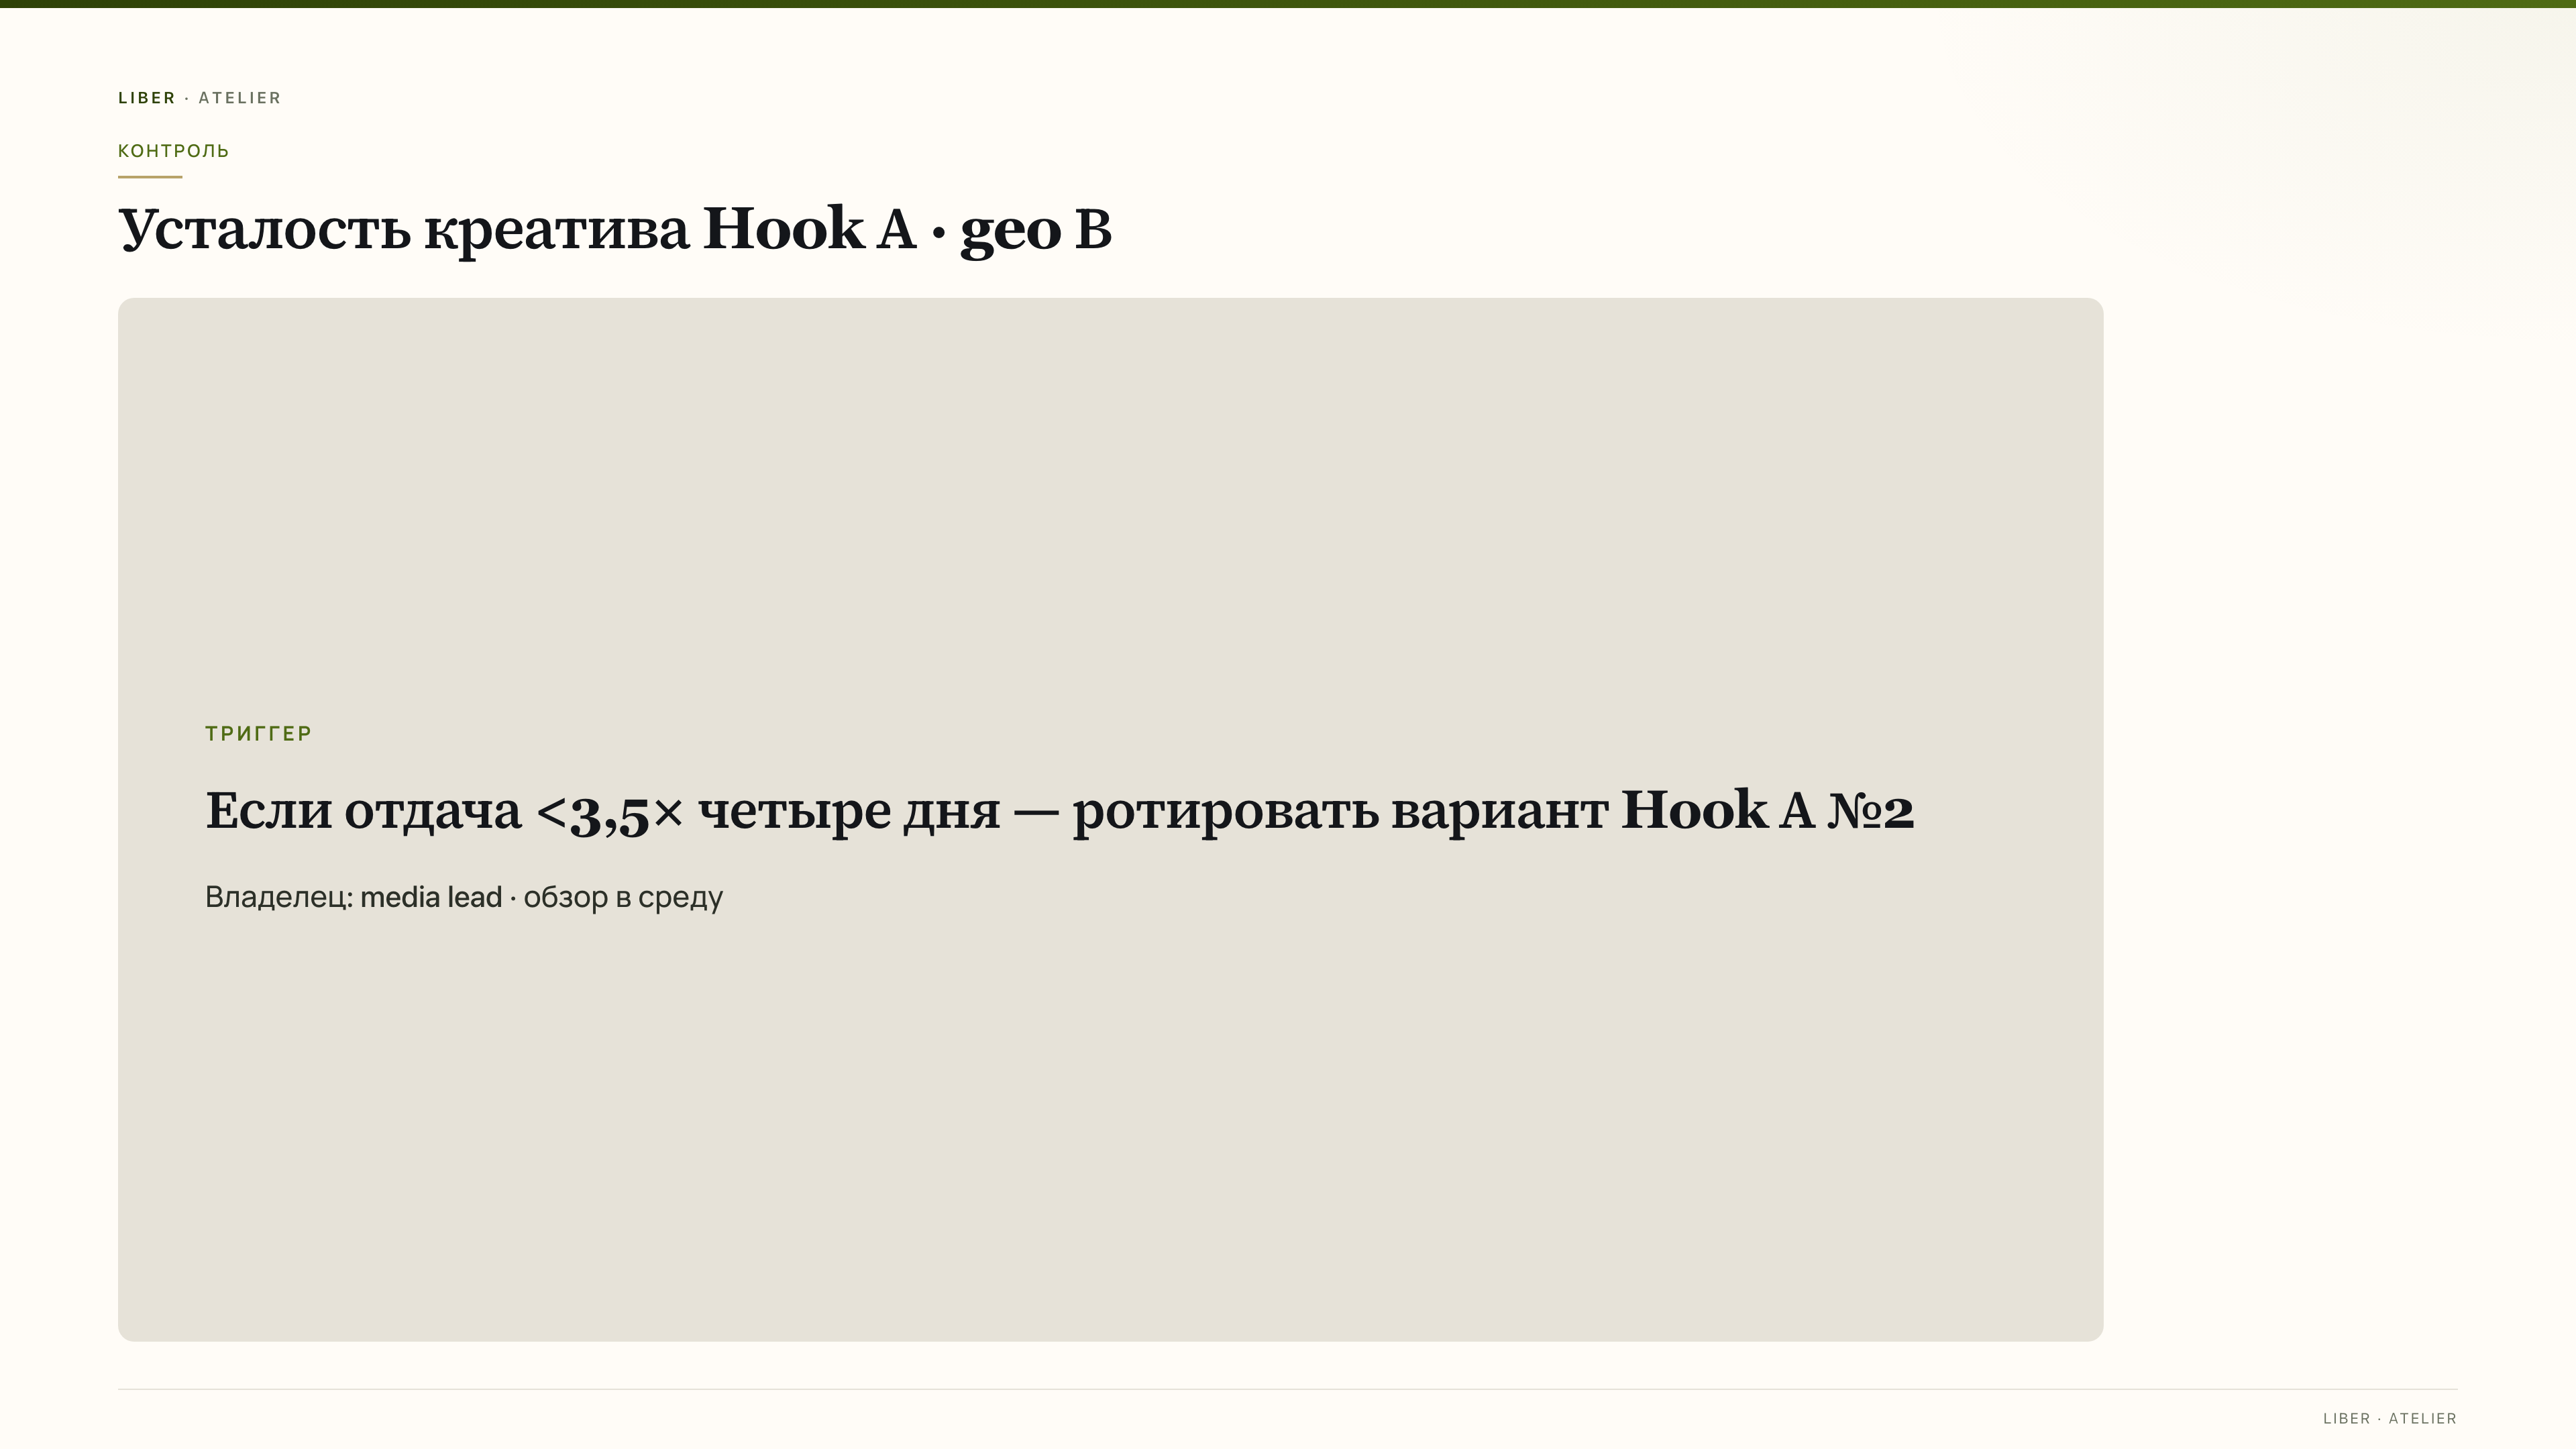 LIBER · ATELIER
КОНТРОЛЬ
Усталость креатива Hook A · geo B
ТРИГГЕР
Если отдача <3,5× четыре дня — ротировать вариант Hook A №2
Владелец: media lead · обзор в среду
LIBER · ATELIER